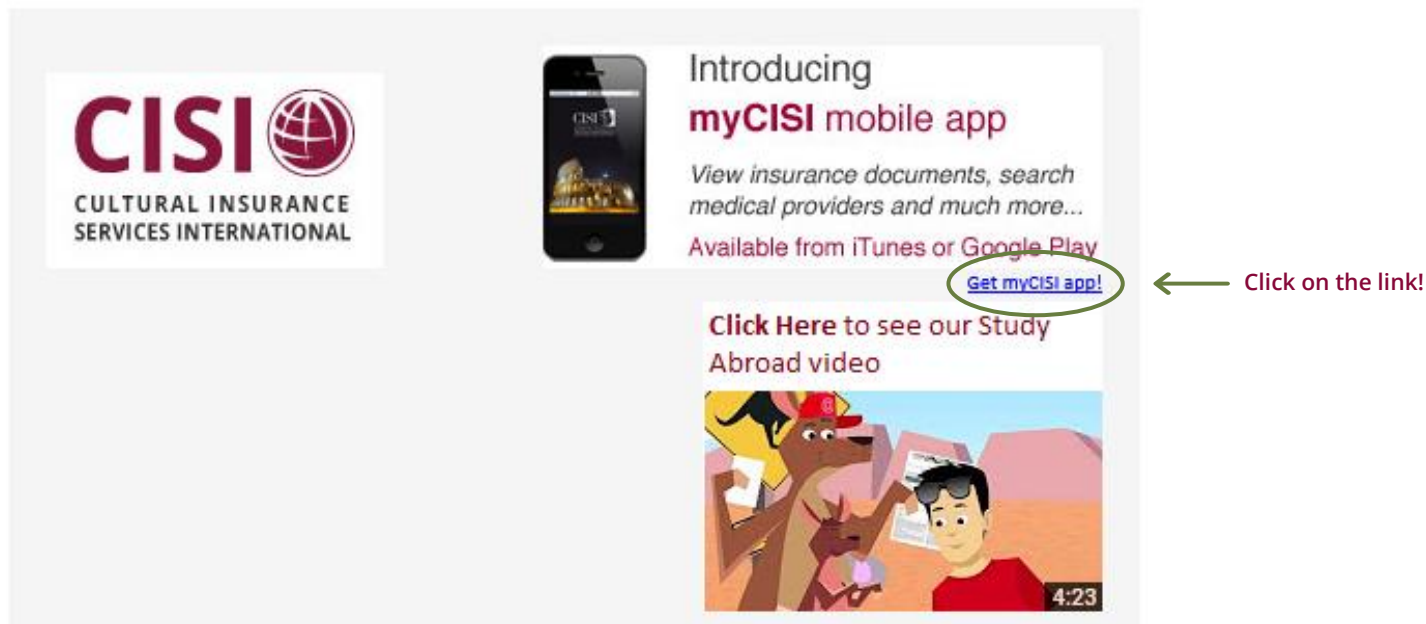 CISI
CULTURAL INSURANCE
SERVICES INTERNATIONAL
CISI
Introducing
myCISI mobile app
View insurance documents, search
medical providers and much more...
Available from iTunes or Google Play
Get myCISI app!
Click on the link!
Click Here to see our Study
Abroad video
C
4:23